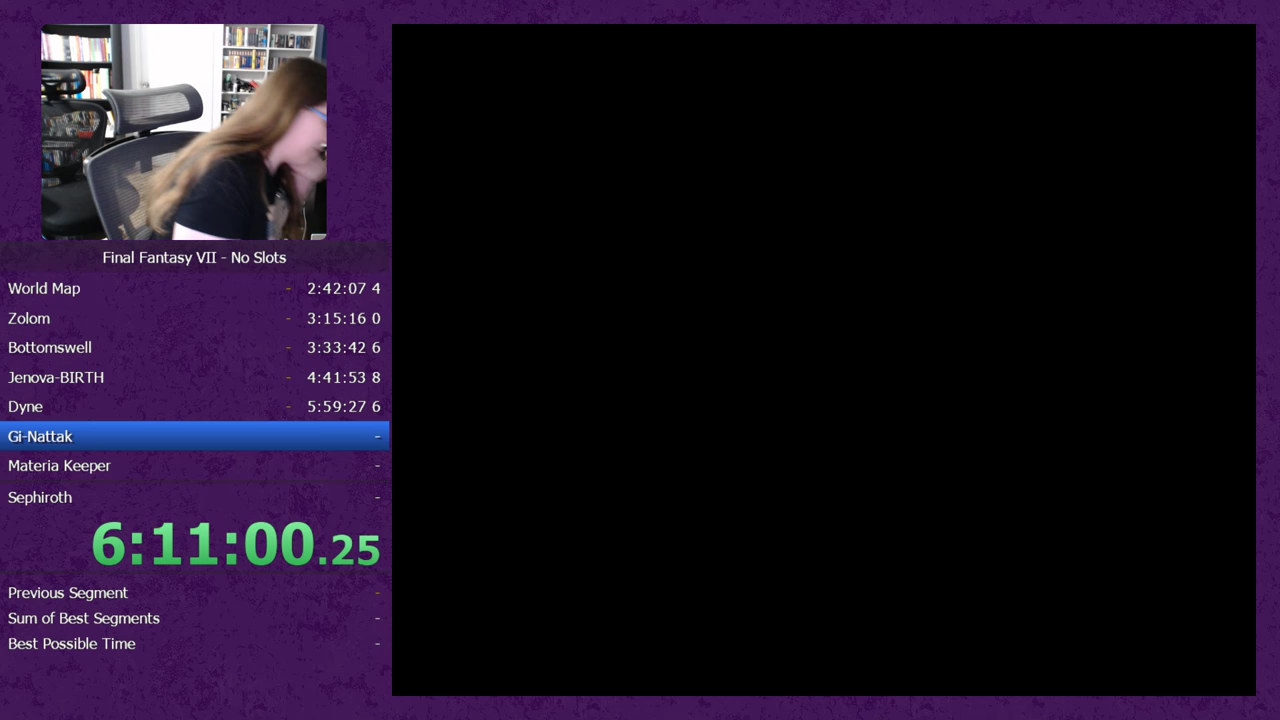 Final Fantasy VII - No Slots
World Map - 2:42:07 4
Zolom - 3:15:16 0
Bottomswell - 3:33:42 6
Jenova-BIRTH - 4:41:53 8
Dyne - 5:59:27 6
Gi-Nattak -
Materia Keeper -
Sephiroth -
6:11:00.25
Previous Segment -
Sum of Best Segments -
Best Possible Time -